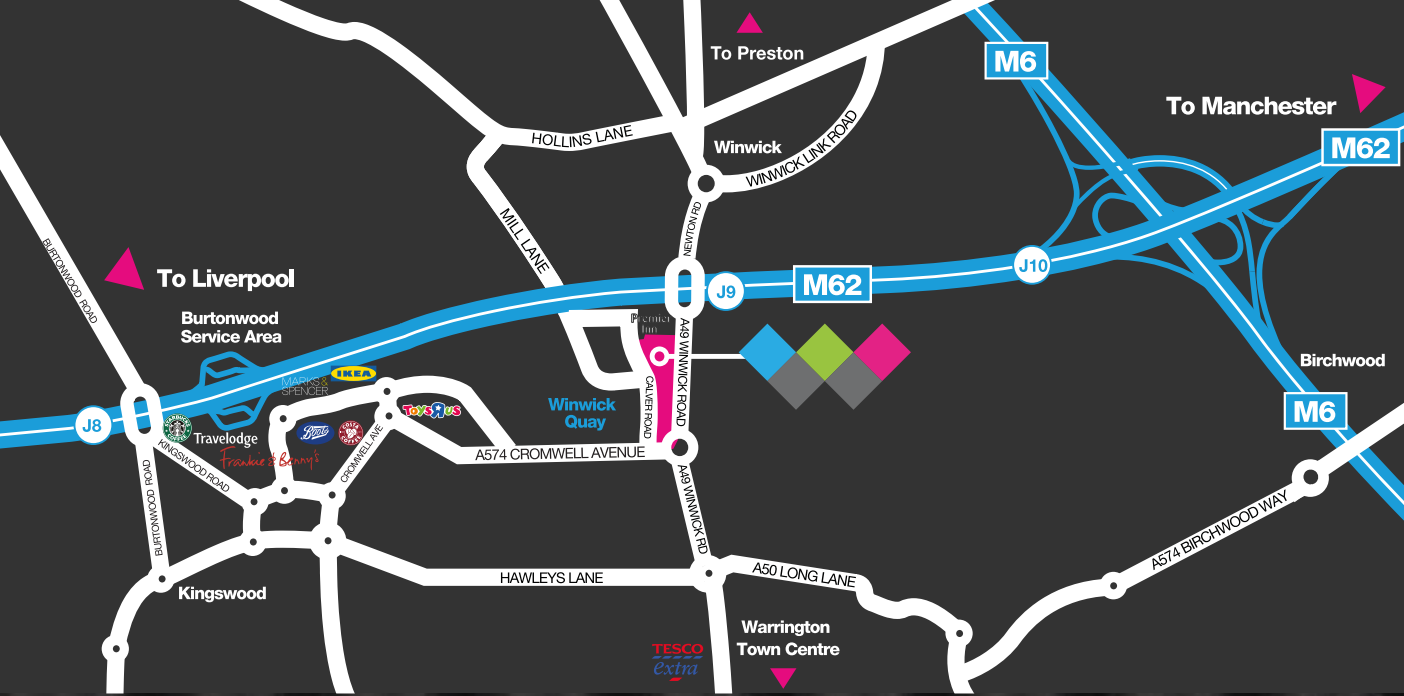 To Preston
M6
To Manchester
M62
HOLLINS LANE
Winwick
WINWICK LINK ROAD
MILL LANE
NEWTON RD
BURTONWOOD ROAD
To Liverpool
J10
M62
J9
Burtonwood
Service Area
Premier
Inn
A49 WINWICK ROAD
Birchwood
MARKS&
SPENCER
IKEA
TOYSRUS
CALVER ROAD
Winwick
Quay
M6
J8
STARBUCKS
COFFEE
Travelodge
Boots
COSTA
COFFEE
Frankie & Benny's
CROMWELL AVE
KINGSWOOD ROAD
A574 CROMWELL AVENUE
BURTONWOOD ROAD
A49 WINWICK RD
A574 BIRCHWOOD WAY
HAWLEYS LANE
A50 LONG LANE
Kingswood
Warrington
Town Centre
TESCO
extra